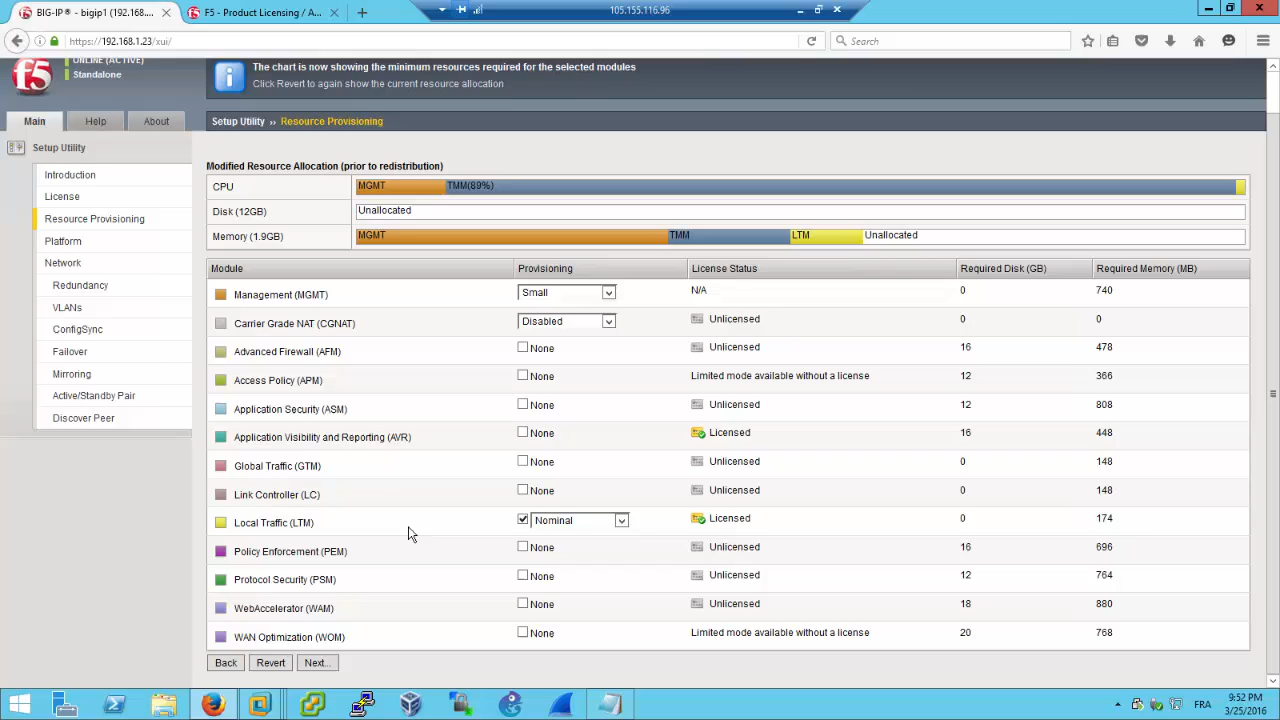 BIG-IP® - bigip1 (192.168....
F5 - Product Licensing / A...
105.155.116.96
https://192.168.1.23/xui/
Search
ONLINE (ACTIVE)
Standalone
The chart is now showing the minimum resources required for the selected modules
Click Revert to again show the current resource allocation
Main
Help
About
Setup Utility
Introduction
License
Resource Provisioning
Platform
Network
Redundancy
VLANs
ConfigSync
Failover
Mirroring
Active/Standby Pair
Discover Peer
Setup Utility »» Resource Provisioning
Modified Resource Allocation (prior to redistribution)
CPU MGMT TMM(89%)
Disk (12GB) Unallocated
Memory (1.9GB) MGMT TMM LTM Unallocated
Module Provisioning License Status Required Disk (GB) Required Memory (MB)
Management (MGMT) Small N/A 0 740
Carrier Grade NAT (CGNAT) Disabled Unlicensed 0 0
Advanced Firewall (AFM) None Unlicensed 16 478
Access Policy (APM) None Limited mode available without a license 12 366
Application Security (ASM) None Unlicensed 12 808
Application Visibility and Reporting (AVR) None Licensed 16 448
Global Traffic (GTM) None Unlicensed 0 148
Link Controller (LC) None Unlicensed 0 148
Local Traffic (LTM) Nominal Licensed 0 174
Policy Enforcement (PEM) None Unlicensed 16 696
Protocol Security (PSM) None Unlicensed 12 764
WebAccelerator (WAM) None Unlicensed 18 880
WAN Optimization (WOM) None Limited mode available without a license 20 768
Back Revert Next...
FRA
9:52 PM
3/25/2016